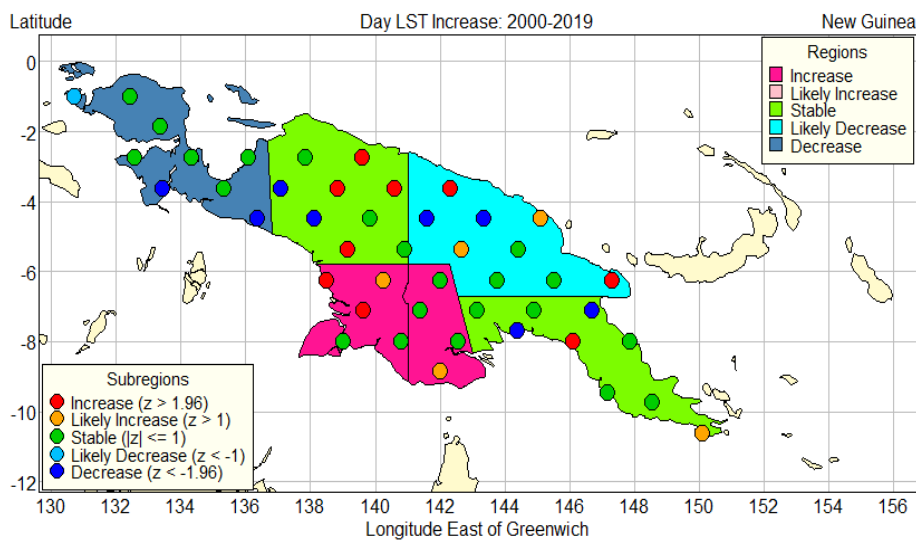 Latitude Day LST Increase: 2000-2019 New Guinea
Regions
Increase
Likely Increase
Stable
Likely Decrease
Decrease
0
-2
-4
-6
-8
-10
-12
Subregions
Increase (z > 1.96)
Likely Increase (z > 1)
Stable (|z| <= 1)
Likely Decrease (z < -1)
Decrease (z < -1.96)
130 132 134 136 138 140 142 144 146 148 150 152 154 156
Longitude East of Greenwich